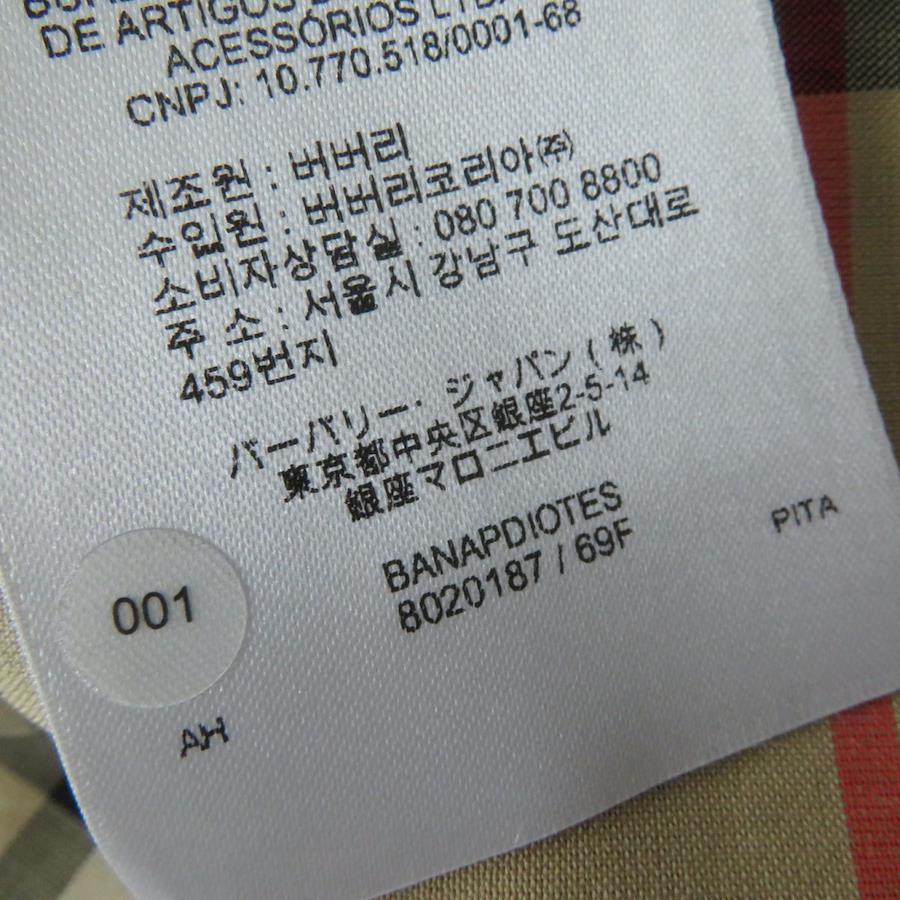 DE ARTIGOS
ACESSÓRIOS LTDA
CNPJ: 10.770.518/0001-68
제조원 : 버버리
수입원 : 버버리코리아㈜
소비자상담실 : 080 700 8800
주 소 : 서울시 강남구 도산대로
459번지
バーバリー・ジャパン ( 株 )
東京都中央区銀座2-5-14
銀座マロニエビル
BANAPDIOTES
8020187 / 69F
PITA
001
AH